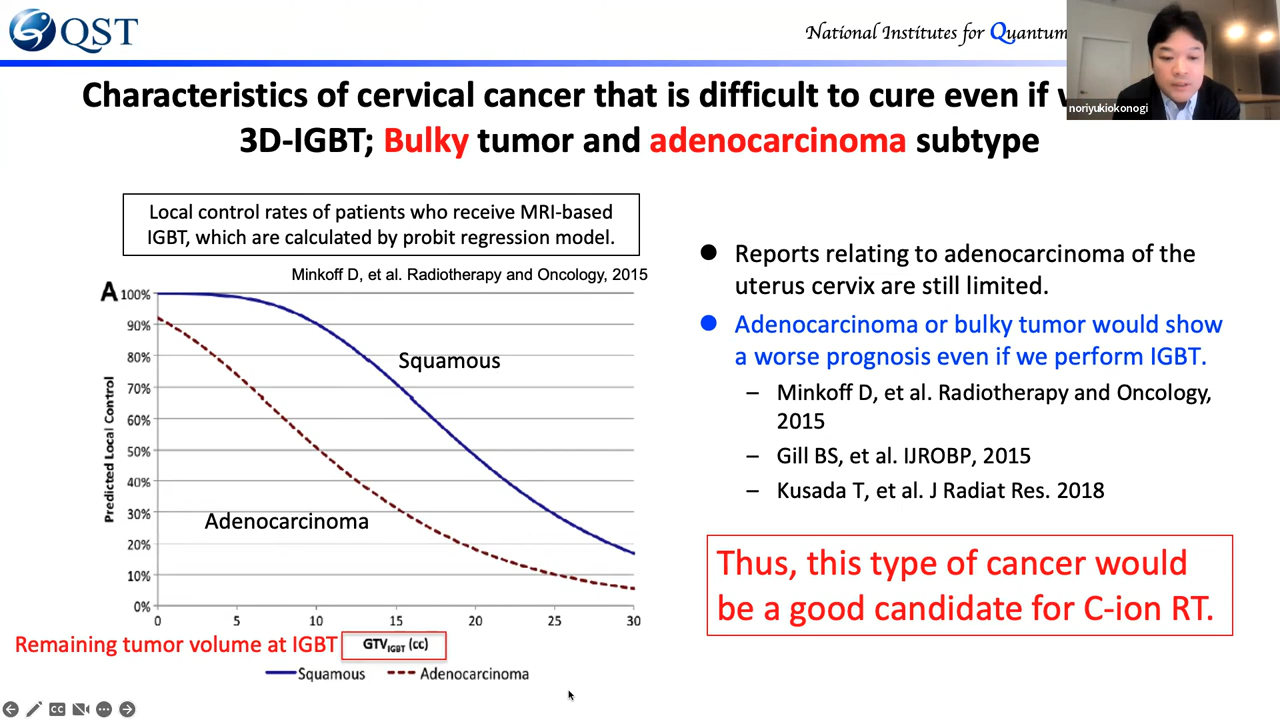 QST
National Institutes for Quantum
noriyukiokonogi
Characteristics of cervical cancer that is difficult to cure even if
3D-IGBT; Bulky tumor and adenocarcinoma subtype
Local control rates of patients who receive MRI-based
IGBT, which are calculated by probit regression model.
Minkoff D, et al. Radiotherapy and Oncology, 2015
A
100%
90%
80%
70%
60%
50%
40%
30%
20%
10%
0%
Predicted Local Control
Squamous
Adenocarcinoma
0 5 10 15 20 25 30
Remaining tumor volume at IGBT
GTVIGBT (cc)
Squamous Adenocarcinoma
● Reports relating to adenocarcinoma of the
uterus cervix are still limited.
● Adenocarcinoma or bulky tumor would show
a worse prognosis even if we perform IGBT.
– Minkoff D, et al. Radiotherapy and Oncology,
2015
– Gill BS, et al. IJROBP, 2015
– Kusada T, et al. J Radiat Res. 2018
Thus, this type of cancer would
be a good candidate for C-ion RT.
CC